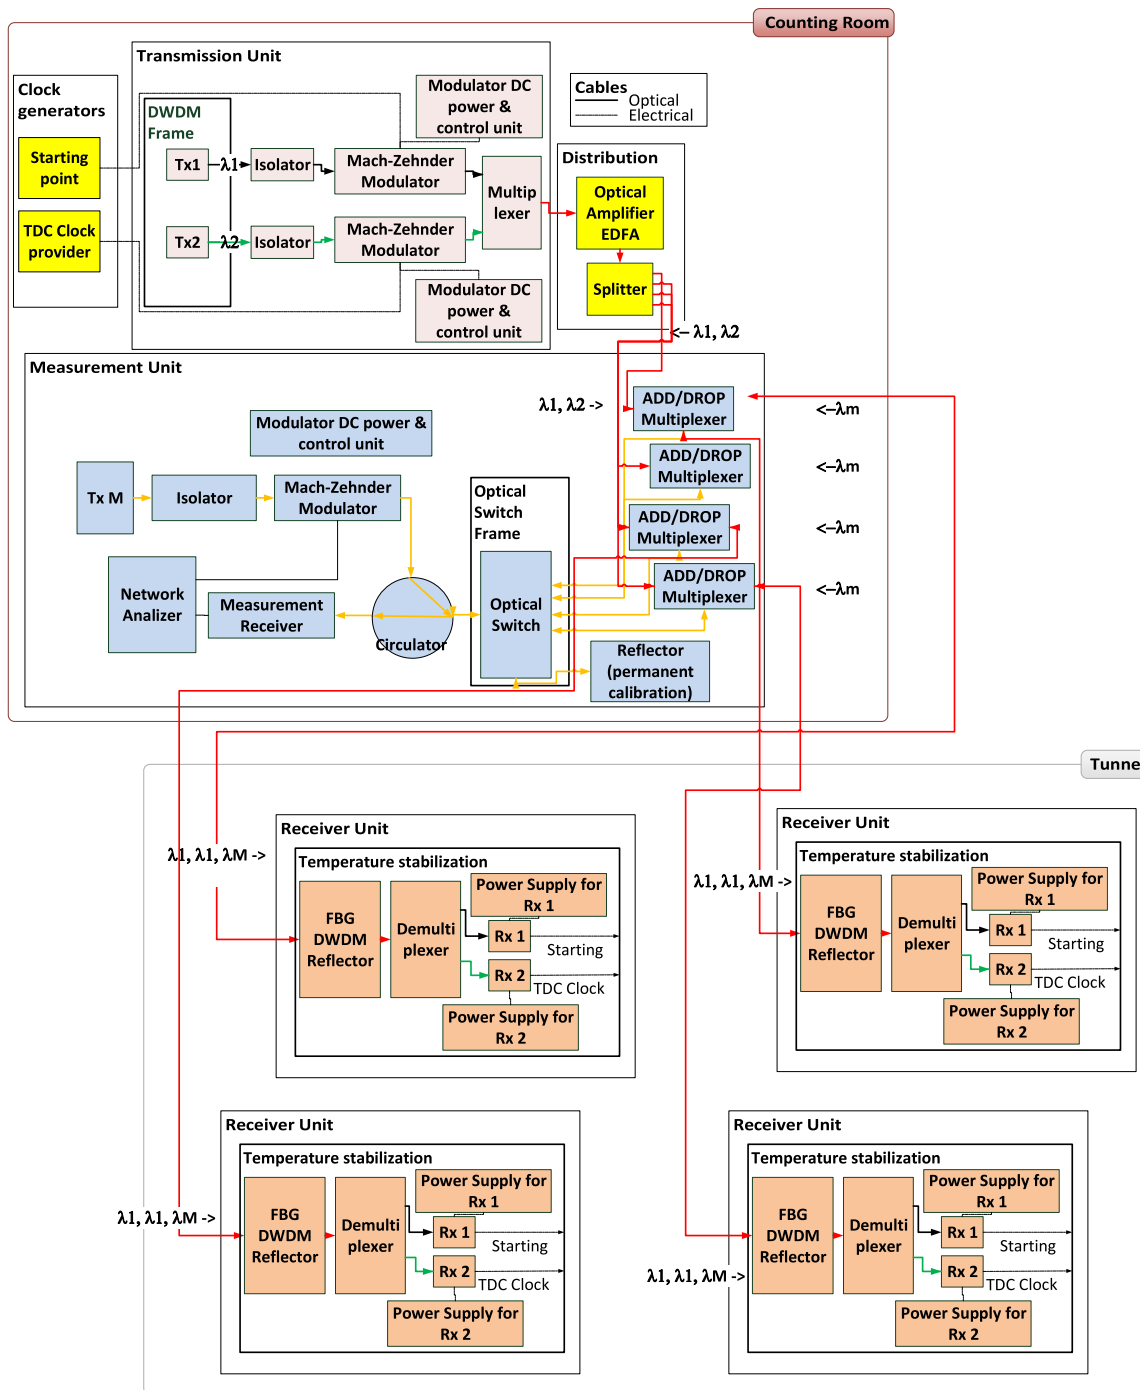 Counting Room
Transmission Unit
Clock
generators
Starting
point
TDC Clock
provider
DWDM
Frame
Tx1
λ1
Isolator
Mach-Zehnder
Modulator
Modulator DC
power &
control unit
Tx2
λ2
Isolator
Mach-Zehnder
Modulator
Modulator DC
power &
control unit
Multip
lexer
Cables
Optical
Electrical
Distribution
Optical
Amplifier
EDFA
Splitter
<– λ1, λ2
Measurement Unit
λ1, λ2 ->
ADD/DROP
Multiplexer
<–λm
ADD/DROP
Multiplexer
<–λm
ADD/DROP
Multiplexer
<–λm
ADD/DROP
Multiplexer
<–λm
Modulator DC power &
control unit
Tx M
Isolator
Mach-Zehnder
Modulator
Optical
Switch
Frame
Network
Analizer
Measurement
Receiver
Circulator
Optical
Switch
Reflector
(permanent
calibration)
Tunne
Receiver Unit
Temperature stabilization
λ1, λ1, λM ->
FBG
DWDM
Reflector
Demulti
plexer
Power Supply for
Rx 1
Rx 1
Starting
Rx 2
TDC Clock
Power Supply for
Rx 2
Receiver Unit
Temperature stabilization
λ1, λ1, λM ->
FBG
DWDM
Reflector
Demulti
plexer
Power Supply for
Rx 1
Rx 1
Starting
Rx 2
TDC Clock
Power Supply for
Rx 2
Receiver Unit
Temperature stabilization
λ1, λ1, λM ->
FBG
DWDM
Reflector
Demulti
plexer
Power Supply for
Rx 1
Rx 1
Starting
Rx 2
TDC Clock
Power Supply for
Rx 2
Receiver Unit
Temperature stabilization
λ1, λ1, λM ->
FBG
DWDM
Reflector
Demulti
plexer
Power Supply for
Rx 1
Rx 1
Starting
Rx 2
TDC Clock
Power Supply for
Rx 2